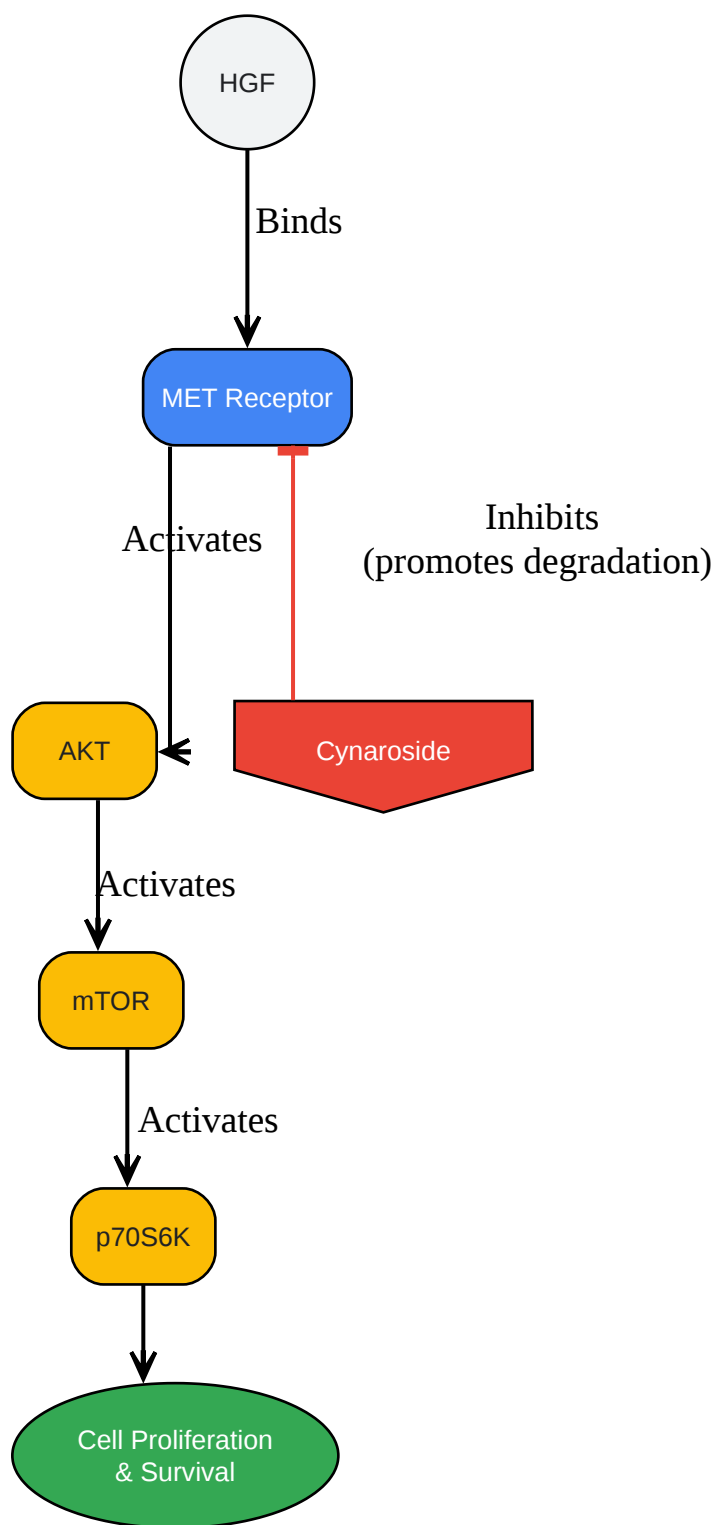 HGF
Binds
MET Receptor
Activates
Inhibits
(promotes degradation)
AKT
Cynaroside
Activates
mTOR
Activates
p70S6K
Cell Proliferation
& Survival